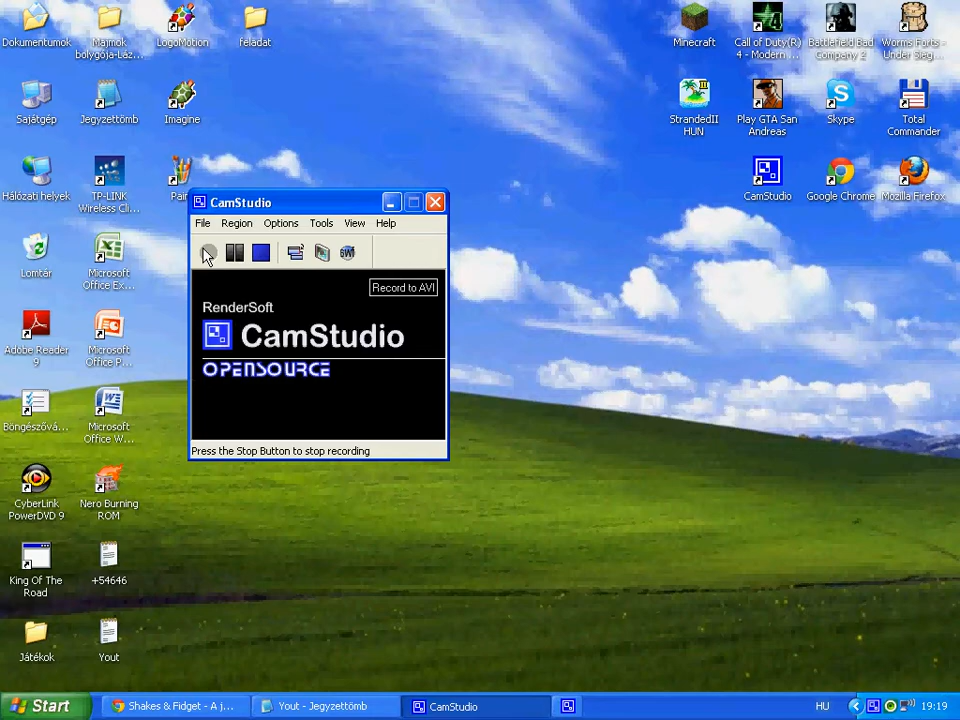 Dokumentumok
Majmok
bolygója-Láz...
LogoMotion
feladat
Minecraft
Call of Duty(R)
4 - Modern ...
Battlefield Bad
Company 2
Worms Forts -
Under Sieg...
Sajátgép
Jegyzettömb
Imagine
StrandedII
HUN
Play GTA San
Andreas
Skype
Total
Commander
Hálózati helyek
TP-LINK
Wireless Cli...
CamStudio
Google Chrome
Mozilla Firefox
CamStudio
File Region Options Tools View Help
SWF
Record to AVI
RenderSoft
CamStudio
OPENSOURCE
Press the Stop Button to stop recording
Lomtár
Microsoft
Office Ex...
Adobe Reader
9
Microsoft
Office P...
Böngészővá...
Microsoft
Office W...
CyberLink
PowerDVD 9
Nero Burning
ROM
King Of The
Road
+54646
Játékok
Yout
Start
Shakes & Fidget - A j...
Yout - Jegyzettömb
CamStudio
HU
19:19